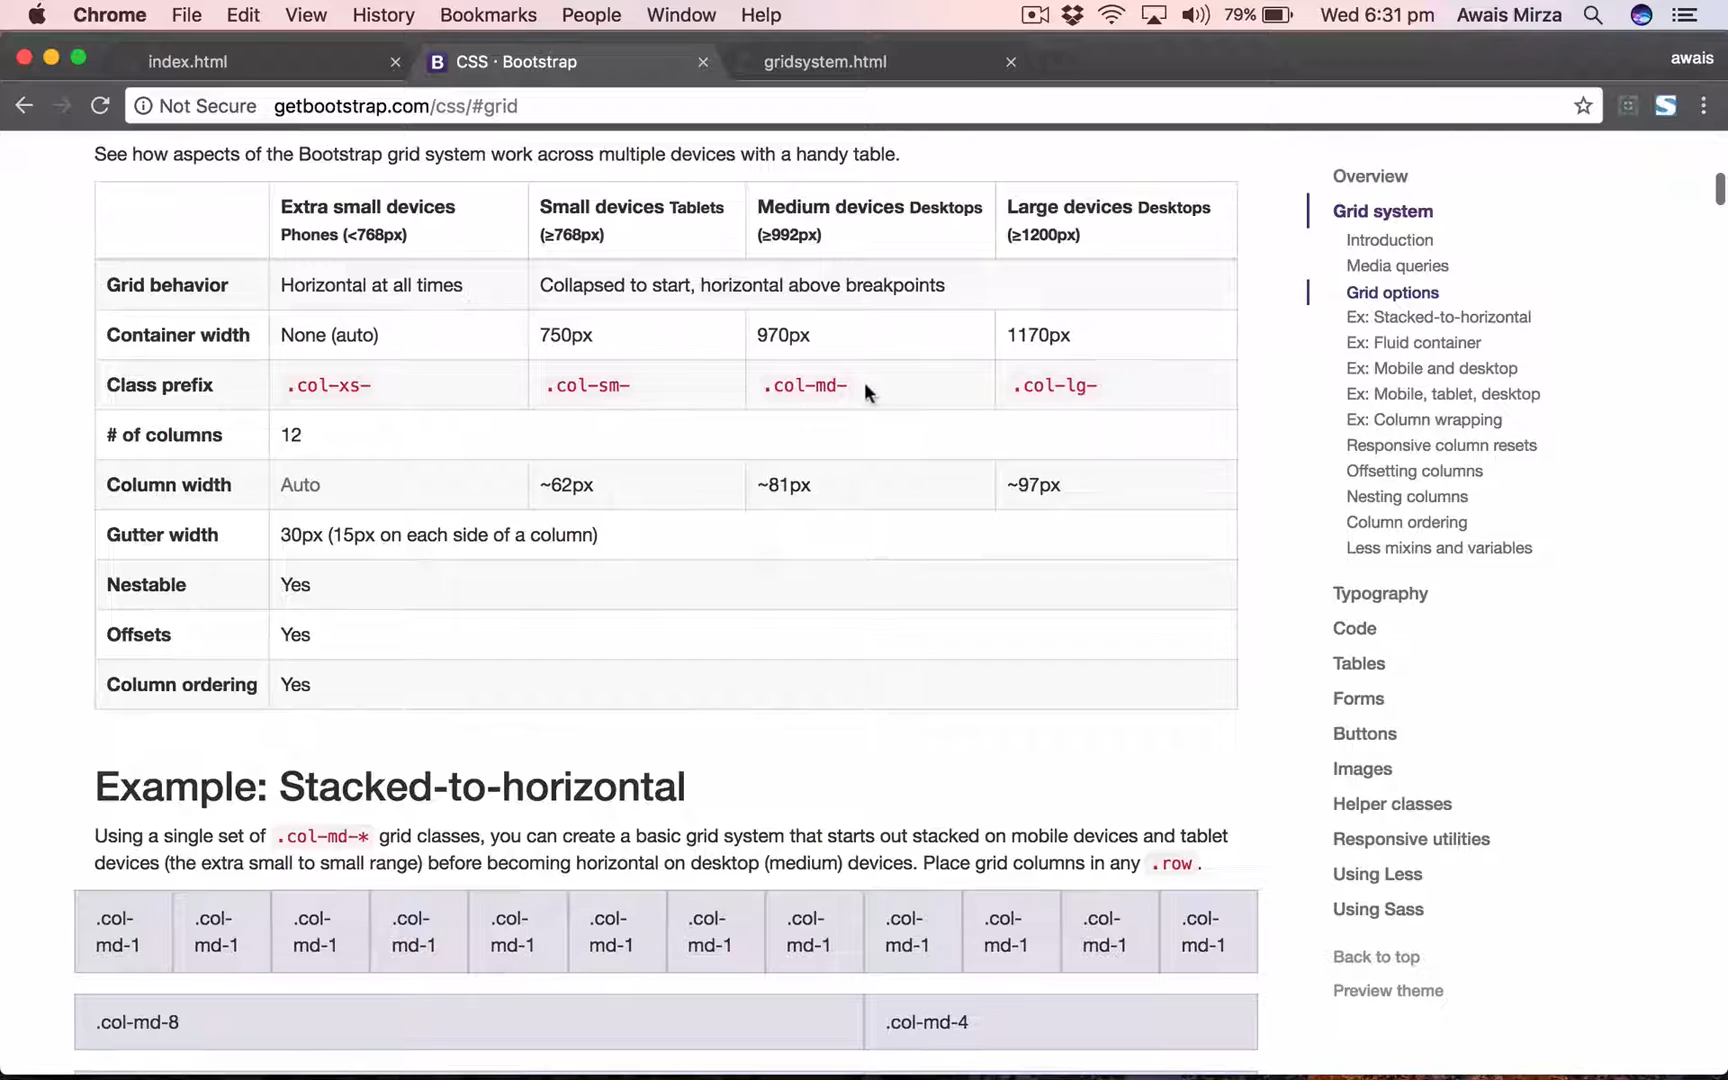 Chrome File Edit View History Bookmarks People Window Help 79% Wed 6:31 pm Awais Mirza
index.html CSS · Bootstrap gridsystem.html awais
Not Secure getbootstrap.com/css/#grid
See how aspects of the Bootstrap grid system work across multiple devices with a handy table.
Extra small devices Small devices Tablets Medium devices Desktops Large devices Desktops
Phones (<768px) (≥768px) (≥992px) (≥1200px)
Grid behavior Horizontal at all times Collapsed to start, horizontal above breakpoints
Container width None (auto) 750px 970px 1170px
Class prefix .col-xs- .col-sm- .col-md- .col-lg-
# of columns 12
Column width Auto ~62px ~81px ~97px
Gutter width 30px (15px on each side of a column)
Nestable Yes
Offsets Yes
Column ordering Yes
Example: Stacked-to-horizontal
Using a single set of .col-md-* grid classes, you can create a basic grid system that starts out stacked on mobile devices and tablet
devices (the extra small to small range) before becoming horizontal on desktop (medium) devices. Place grid columns in any .row.
.col- .col- .col- .col- .col- .col- .col- .col- .col- .col- .col- .col-
md-1 md-1 md-1 md-1 md-1 md-1 md-1 md-1 md-1 md-1 md-1 md-1
.col-md-8 .col-md-4
Overview
Grid system
Introduction
Media queries
Grid options
Ex: Stacked-to-horizontal
Ex: Fluid container
Ex: Mobile and desktop
Ex: Mobile, tablet, desktop
Ex: Column wrapping
Responsive column resets
Offsetting columns
Nesting columns
Column ordering
Less mixins and variables
Typography
Code
Tables
Forms
Buttons
Images
Helper classes
Responsive utilities
Using Less
Using Sass
Back to top
Preview theme